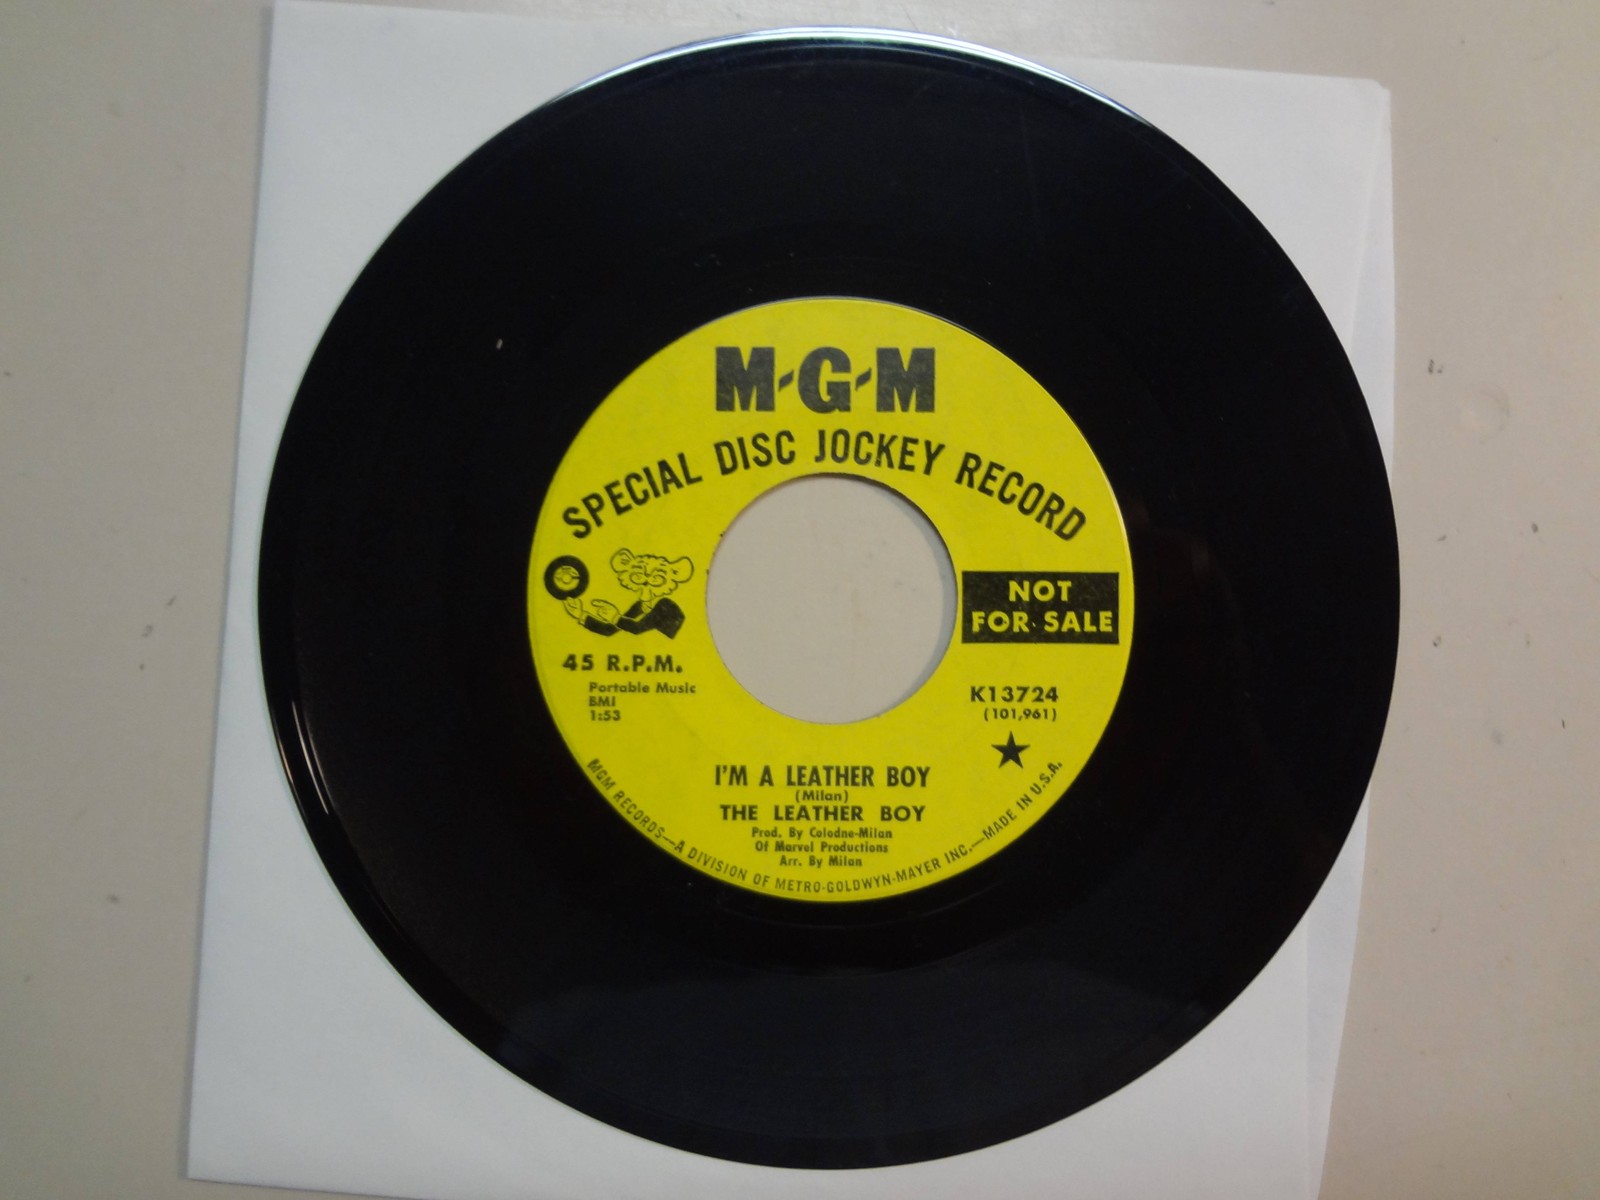 M-G-M
SPECIAL DISC JOCKEY RECORD
NOT
FOR SALE
45 R.P.M.
Portable Music
BMI
1:53
K13724
(101,961)
I'M A LEATHER BOY
(Milan)
THE LEATHER BOY
Prod. By Colodne-Milan
Of Marvel Productions
Arr. By Milan
MGM RECORDS—A DIVISION OF METRO-GOLDWYN-MAYER INC.—MADE IN U.S.A.